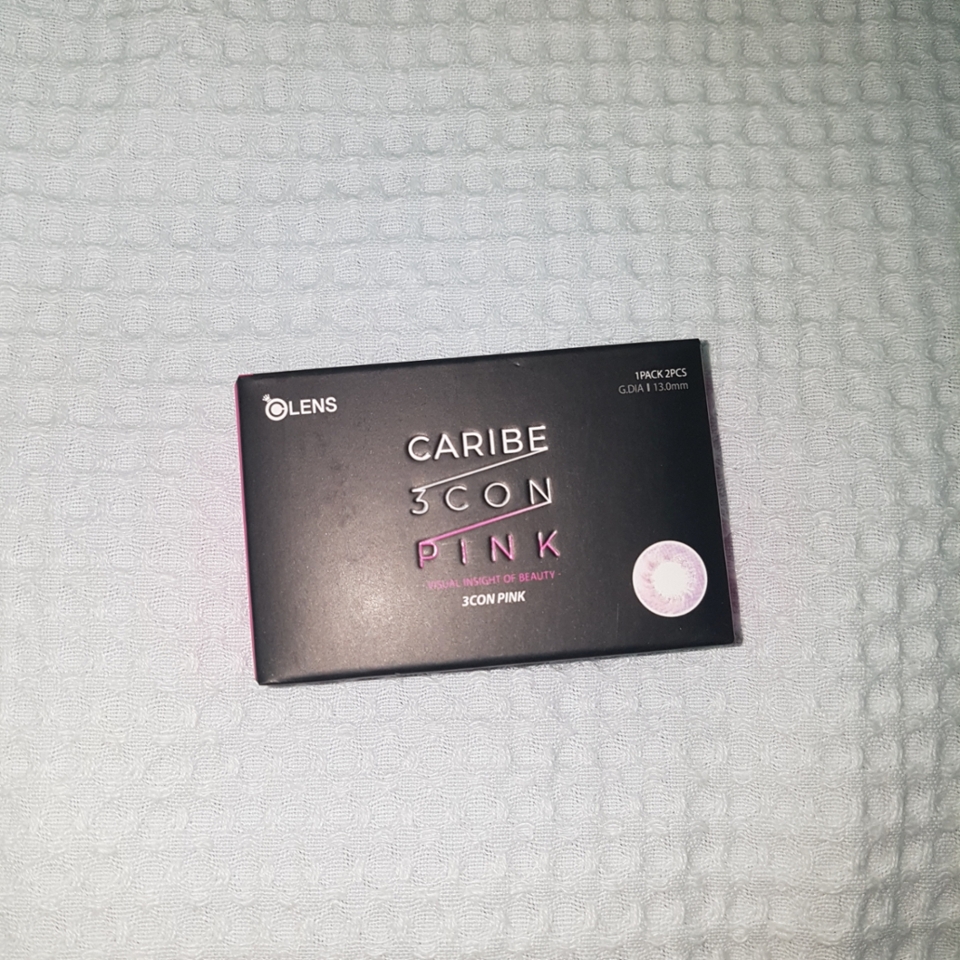 OLENS
1PACK 2PCS
G.DIA | 13.0mm
CARIBE
3CON
PINK
· VISUAL INSIGHT OF BEAUTY ·
3CON PINK